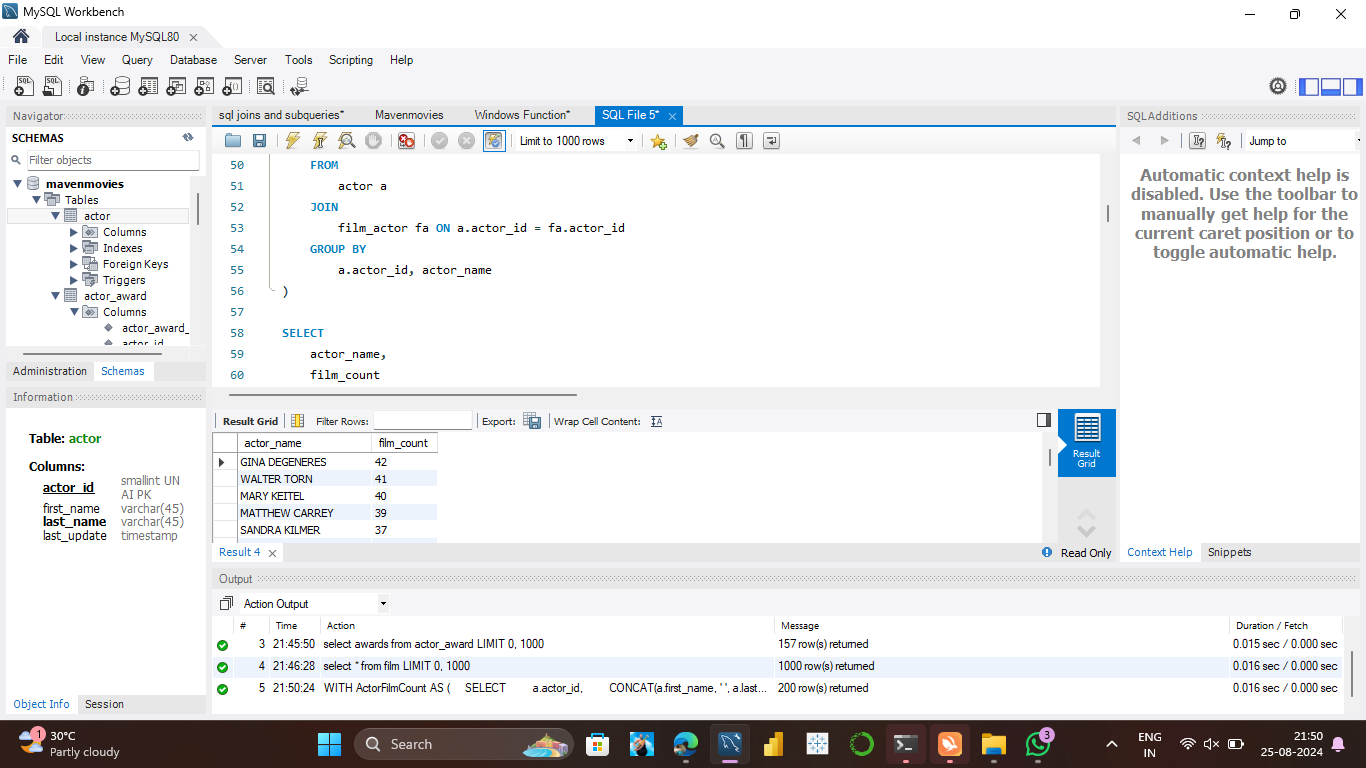 MySQL Workbench
Local instance MySQL80
File Edit View Query Database Server Tools Scripting Help
Navigator
SCHEMAS
Filter objects
mavenmovies
Tables
actor
Columns
Indexes
Foreign Keys
Triggers
actor_award
Columns
actor_award_
actor_id
Administration Schemas
Information
Table: actor
Columns:
actor_id smallint UN
AI PK
first_name varchar(45)
last_name varchar(45)
last_update timestamp
Object Info Session
sql joins and subqueries* Mavenmovies Windows Function* SQL File 5*
Limit to 1000 rows
50 FROM
51 actor a
52 JOIN
53 film_actor fa ON a.actor_id = fa.actor_id
54 GROUP BY
55 a.actor_id, actor_name
56 )
57
58 SELECT
59 actor_name,
60 film_count
Result Grid Filter Rows: Export: Wrap Cell Content:
actor_name film_count
GINA DEGENERES 42
WALTER TORN 41
MARY KEITEL 40
MATTHEW CARREY 39
SANDRA KILMER 37
Result
Grid
Result 4 Read Only
SQLAdditions
Jump to
Automatic context help is
disabled. Use the toolbar to
manually get help for the
current caret position or to
toggle automatic help.
Context Help Snippets
Output
Action Output
# Time Action Message Duration / Fetch
3 21:45:50 select awards from actor_award LIMIT 0, 1000 157 row(s) returned 0.015 sec / 0.000 sec
4 21:46:28 select * from film LIMIT 0, 1000 1000 row(s) returned 0.016 sec / 0.000 sec
5 21:50:24 WITH ActorFilmCount AS ( SELECT a.actor_id, CONCAT(a.first_name, ' ', a.last... 200 row(s) returned 0.016 sec / 0.000 sec
1
30°C
Partly cloudy
Search
3
ENG
IN
21:50
25-08-2024